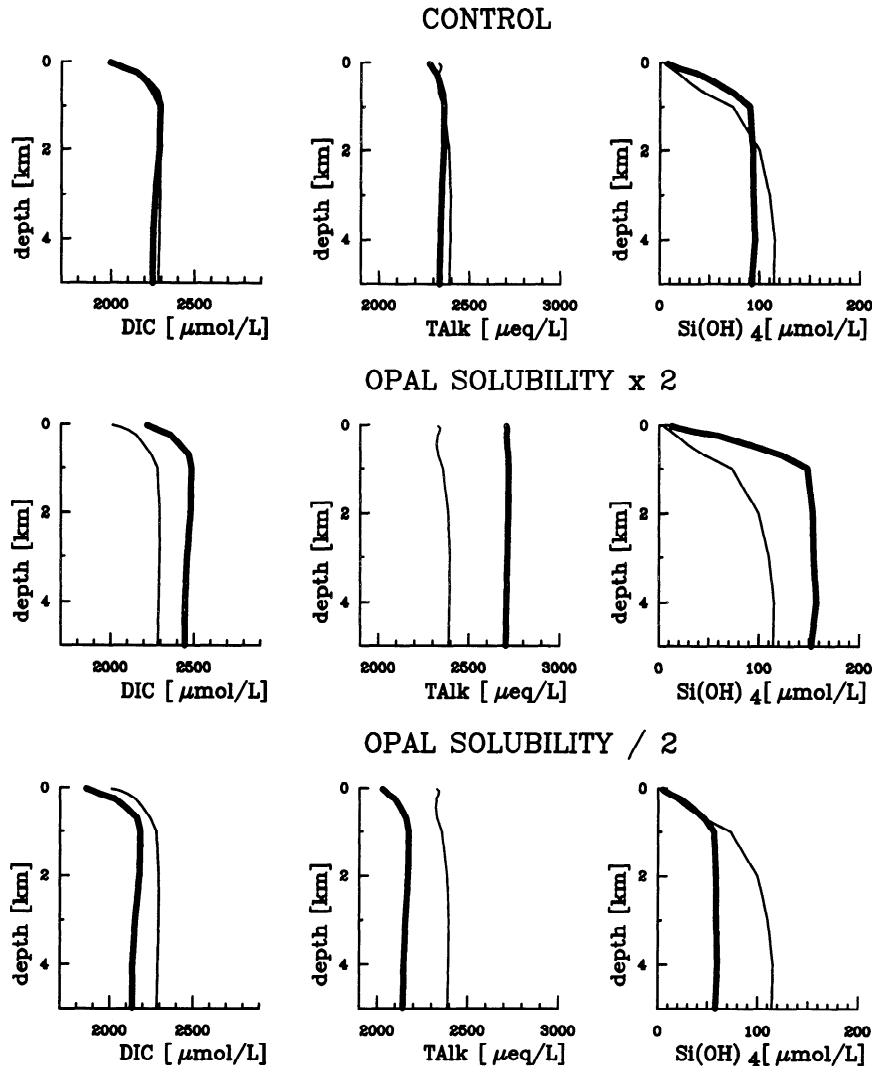 CONTROL
0
2
4
depth [km]
2000 2500
DIC [ μmol/L]
0
2
4
depth [km]
2000 2500 3000
TAlk [ μeq/L]
0
2
4
depth [km]
0 100 200
Si(OH) 4[ μmol/L]
OPAL SOLUBILITY x 2
0
2
4
depth [km]
2000 2500
DIC [ μmol/L]
0
2
4
depth [km]
2000 2500 3000
TAlk [ μeq/L]
0
2
4
depth [km]
0 100 200
Si(OH) 4[ μmol/L]
OPAL SOLUBILITY / 2
0
2
4
depth [km]
2000 2500
DIC [ μmol/L]
0
2
4
depth [km]
2000 2500 3000
TAlk [ μeq/L]
0
2
4
depth [km]
0 100 200
Si(OH) 4[ μmol/L]